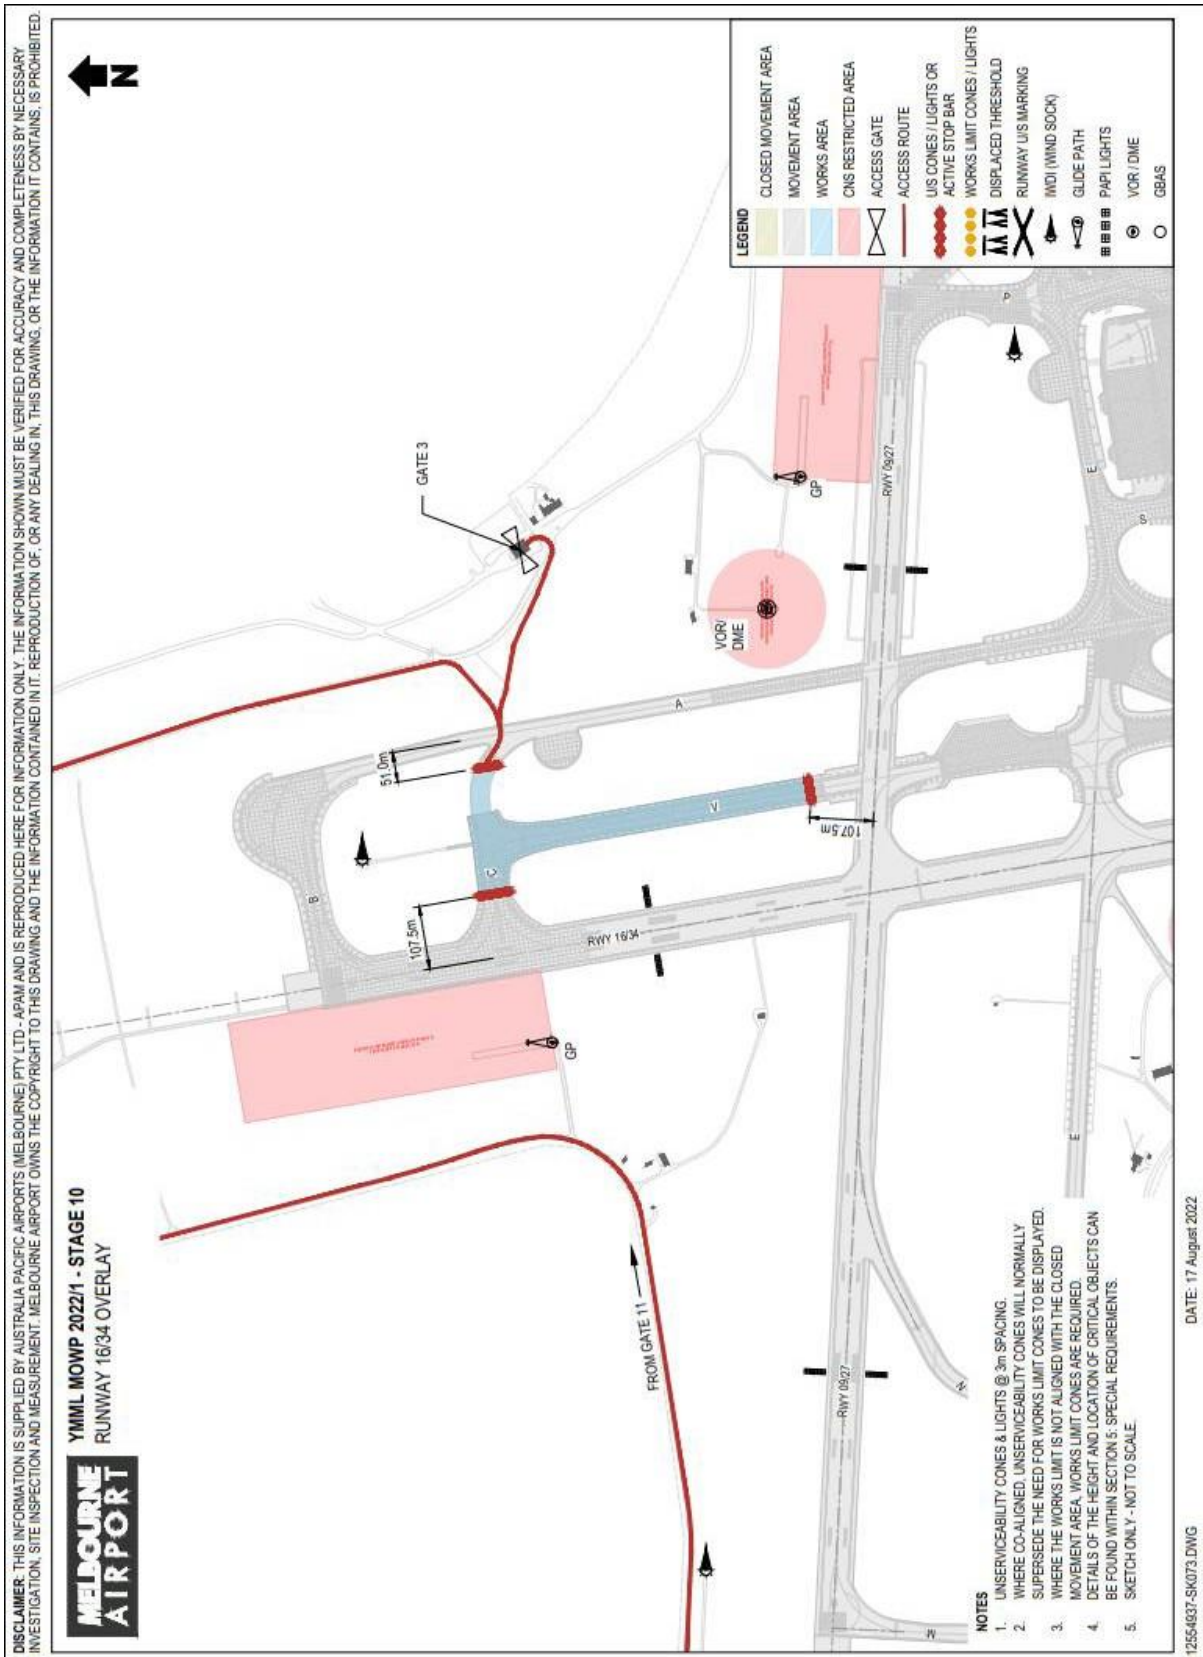 DISCLAIMER: THIS INFORMATION IS SUPPLIED BY AUSTRALIA PACIFIC AIRPORTS (MELBOURNE) PTY LTD - APAM AND IS REPRODUCED HERE FOR INFORMATION ONLY. THE INFORMATION SHOWN MUST BE VERIFIED FOR ACCURACY AND COMPLETENESS BY NECESSARY
INVESTIGATION, SITE INSPECTION AND MEASUREMENT. MELBOURNE AIRPORT OWNS THE COPYRIGHT TO THIS DRAWING AND THE INFORMATION CONTAINED IN IT. REPRODUCTION OF, OR ANY DEALING IN, THIS DRAWING, OR THE INFORMATION IT CONTAINS, IS PROHIBITED.
MELBOURNE
AIRPORT
YMML MOWP 2022/1 - STAGE 10
RUNWAY 16/34 OVERLAY
N
GATE 3
51.0m
B
107.5m
C
A
V
107.5m
RWY 16/34
GP
FROM GATE 11
VOR/
DME
GP
RWY 09/27
RWY 09/27
P
E
S
E
N
M
LEGEND
CLOSED MOVEMENT AREA
MOVEMENT AREA
WORKS AREA
CNS RESTRICTED AREA
ACCESS GATE
ACCESS ROUTE
U/S CONES / LIGHTS OR
ACTIVE STOP BAR
WORKS LIMIT CONES / LIGHTS
DISPLACED THRESHOLD
RUNWAY U/S MARKING
IWDI (WIND SOCK)
GLIDE PATH
PAPI LIGHTS
VOR / DME
GBAS
NOTES
1. UNSERVICEABILITY CONES & LIGHTS @ 3m SPACING.
2. WHERE CO-ALIGNED, UNSERVICEABILITY CONES WILL NORMALLY
SUPERSEDE THE NEED FOR WORKS LIMIT CONES TO BE DISPLAYED.
3. WHERE THE WORKS LIMIT IS NOT ALIGNED WITH THE CLOSED
MOVEMENT AREA, WORKS LIMIT CONES ARE REQUIRED.
4. DETAILS OF THE HEIGHT AND LOCATION OF CRITICAL OBJECTS CAN
BE FOUND WITHIN SECTION 5: SPECIAL REQUIREMENTS.
5. SKETCH ONLY - NOT TO SCALE.
12554937-SK073.DWG
DATE: 17 August 2022